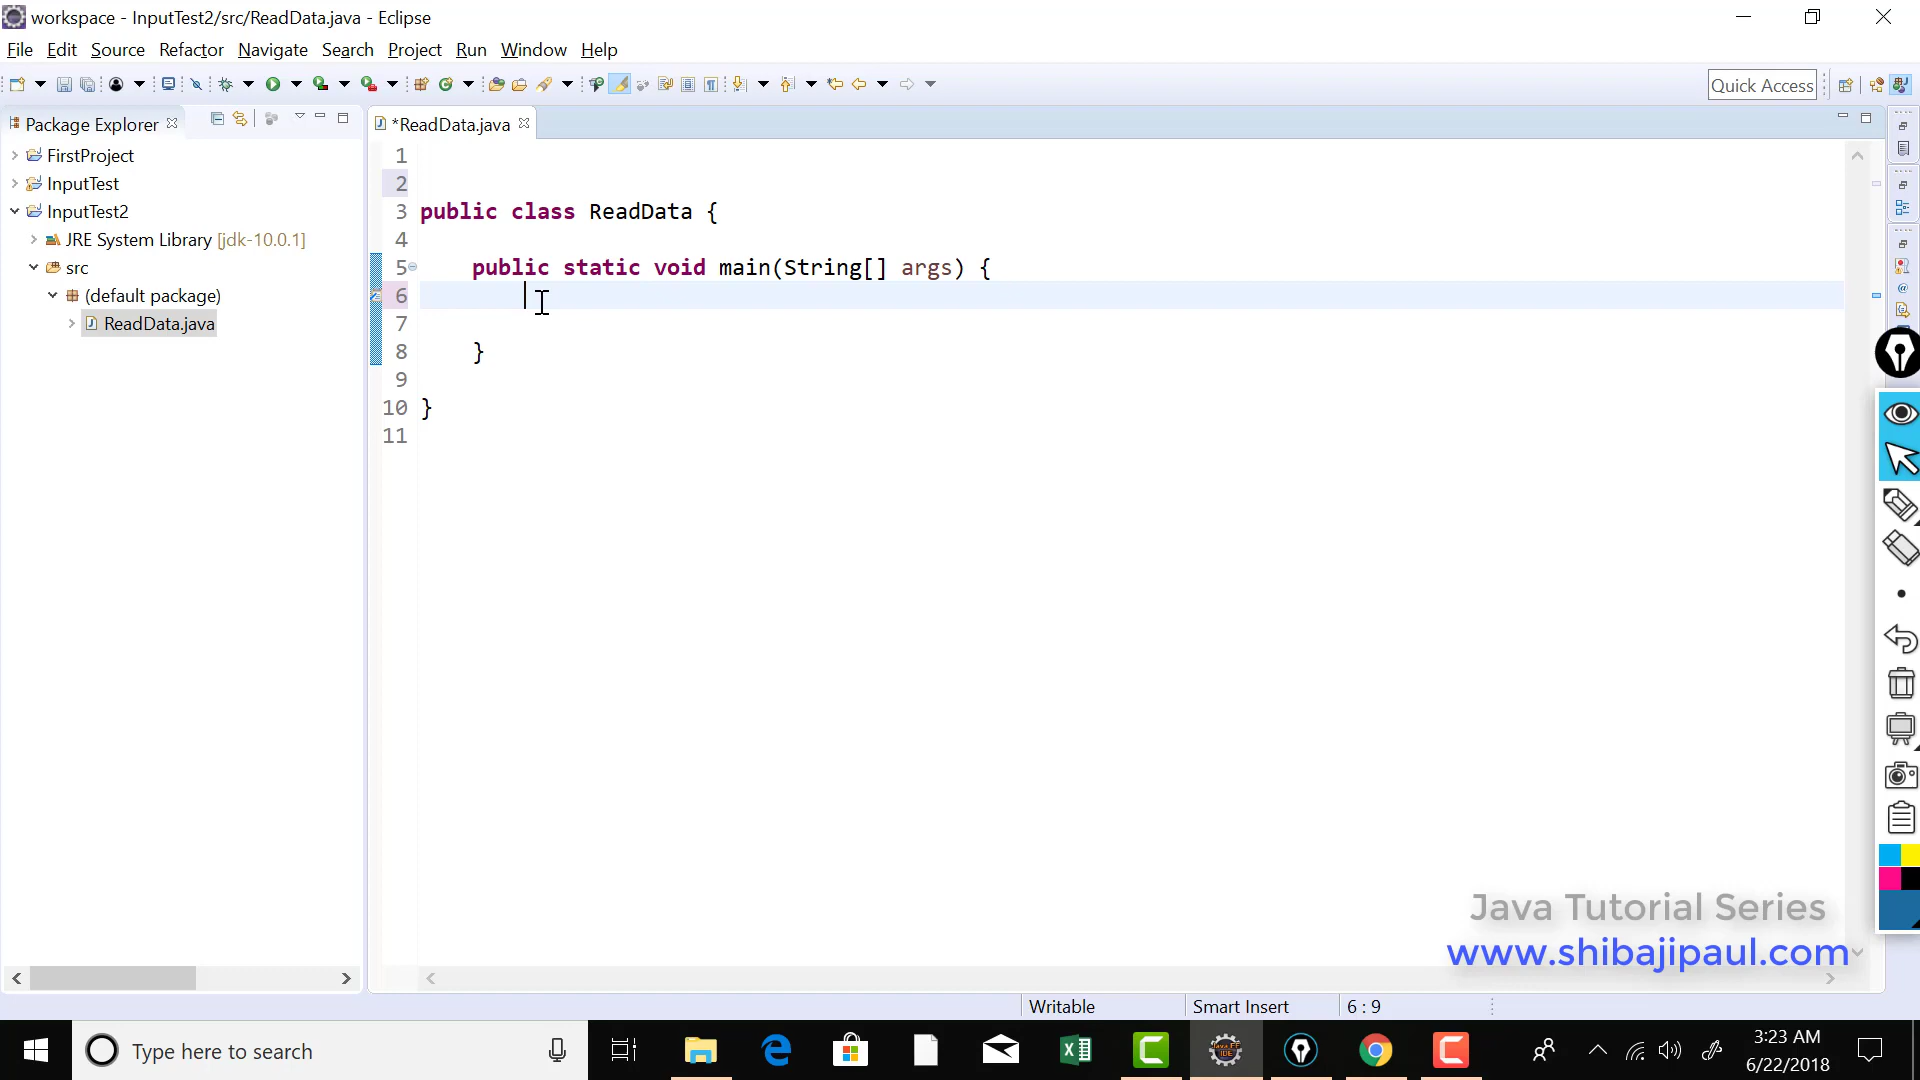 workspace - InputTest2/src/ReadData.java - Eclipse
File Edit Source Refactor Navigate Search Project Run Window Help
Quick Access
Package Explorer
*ReadData.java
FirstProject
InputTest
InputTest2
JRE System Library [jdk-10.0.1]
src
(default package)
ReadData.java
1
2
3 public class ReadData {
4
5 public static void main(String[] args) {
6
7
8 }
9
10 }
11
Java Tutorial Series
www.shibajipaul.com
Writable Smart Insert 6 : 9
Type here to search
3:23 AM
6/22/2018